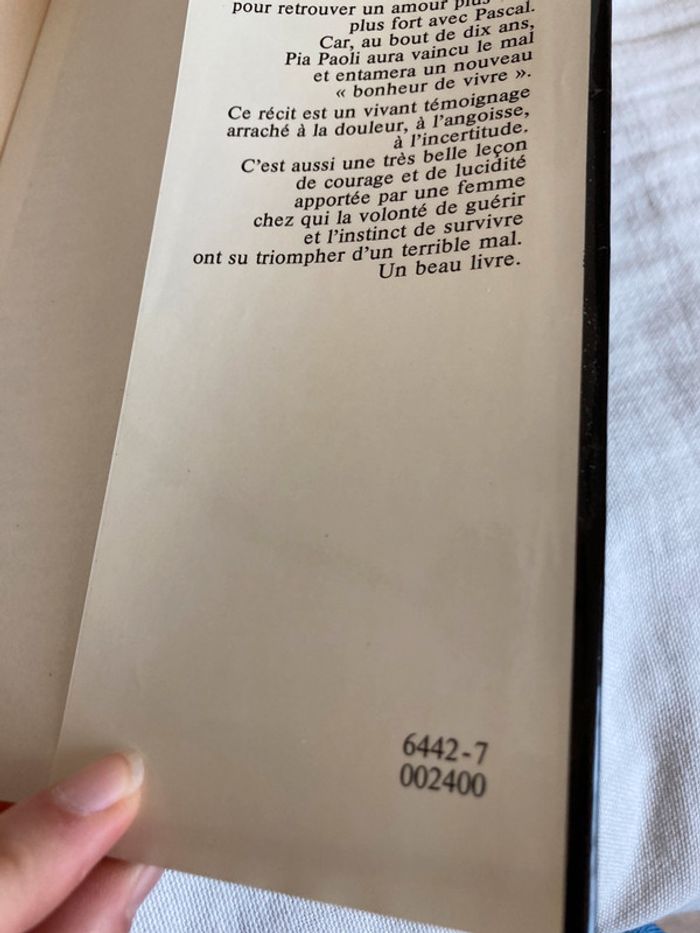 pour retrouver un amour plus
plus fort avec Pascal.
Car, au bout de dix ans,
Pia Paoli aura vaincu le mal
et entamera un nouveau
« bonheur de vivre ».
Ce récit est un vivant témoignage
arraché à la douleur, à l'angoisse,
à l'incertitude.
C'est aussi une très belle leçon
de courage et de lucidité
apportée par une femme
chez qui la volonté de guérir
et l'instinct de survivre
ont su triompher d'un terrible mal.
Un beau livre.
6442-7
002400